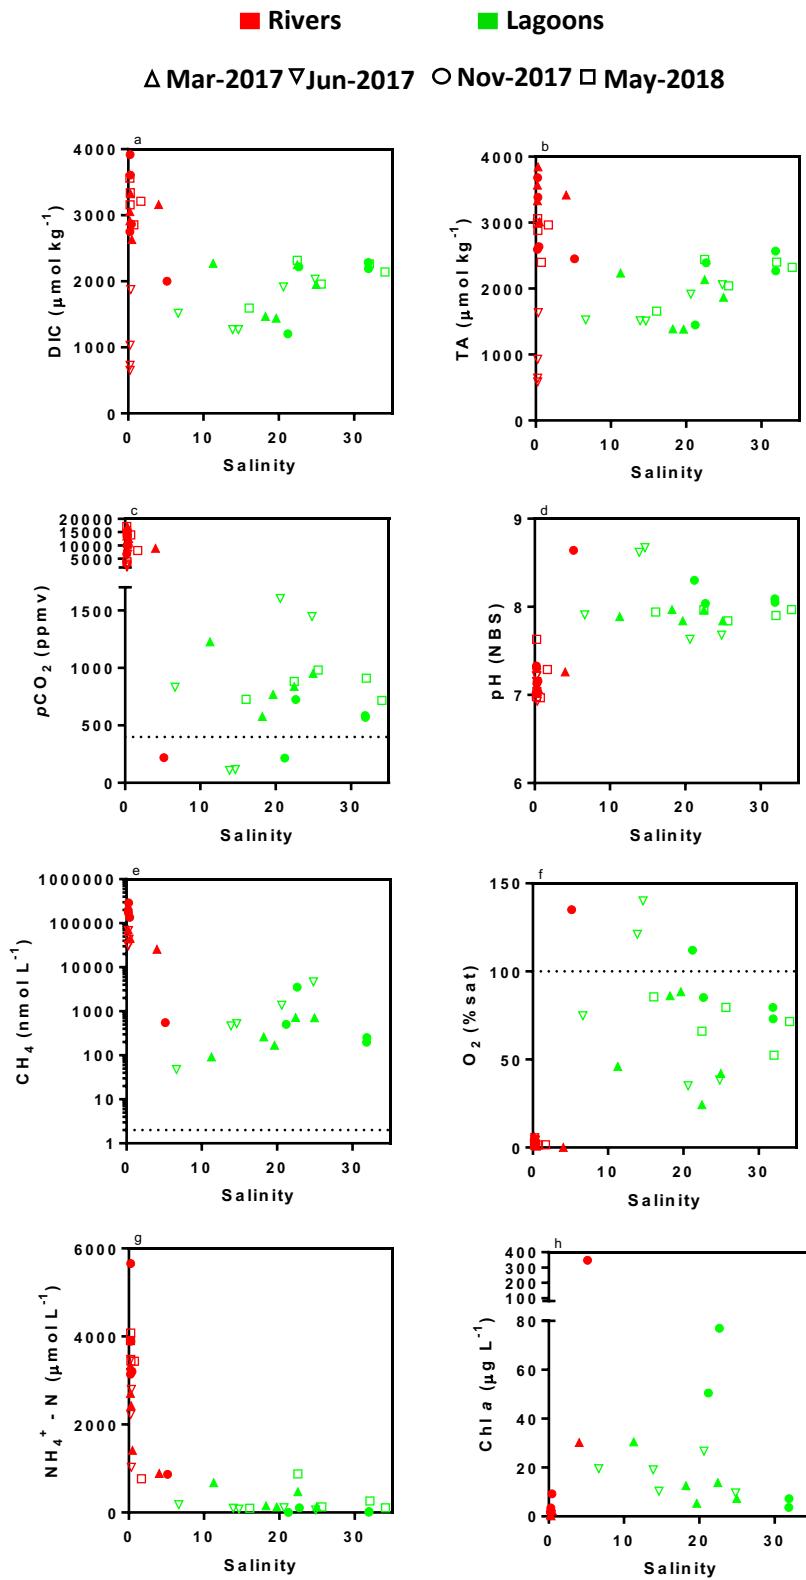 Rivers Lagoons
Mar-2017 Jun-2017 Nov-2017 May-2018
a
4000
3000
2000
1000
0
DIC (μmol kg⁻¹)
0 10 20 30
Salinity
b
4000
3000
2000
1000
0
TA (μmol kg⁻¹)
0 10 20 30
Salinity
c
20000
15000
10000
5000
1500
1000
500
0
pCO₂ (ppmv)
0 10 20 30
Salinity
d
9
8
7
6
pH (NBS)
0 10 20 30
Salinity
e
1000000
100000
10000
1000
100
10
1
CH₄ (nmol L⁻¹)
0 10 20 30
Salinity
f
150
100
50
0
O₂ (%sat)
0 10 20 30
Salinity
g
6000
4000
2000
0
NH₄⁺ - N (μmol L⁻¹)
0 10 20 30
Salinity
h
400
300
200
100
80
60
40
20
0
Chl a (μg L⁻¹)
0 10 20 30
Salinity